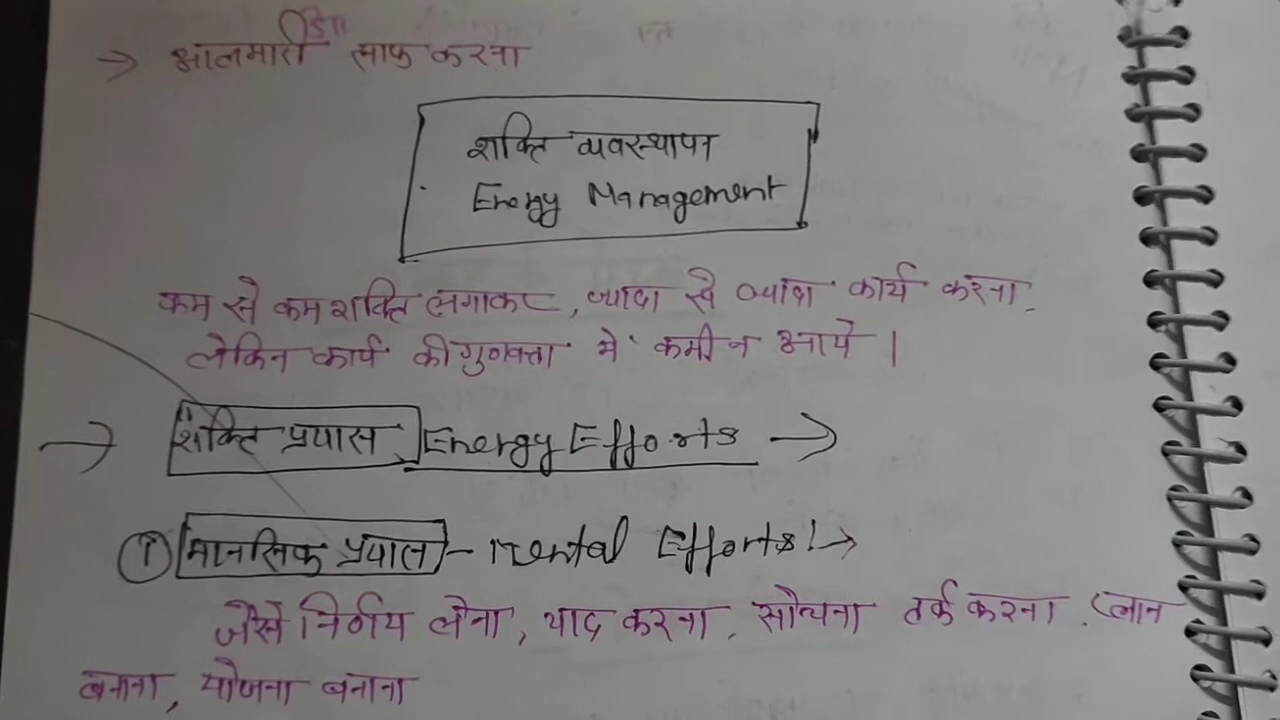 → आलमारी साफ करना
शक्ति व्यवस्थापन
Energy Management
कम से कम शक्ति लगाकर, ज्यादा से ज्यादा कार्य करना
लेकिन कार्य की गुणवत्ता मे कमी न आये |
→ शक्ति प्रयास Energy Efforts →
① मानसिक प्रयास - Mental Efforts! →
जैसे निर्णय लेना, याद करना, सोचना तर्क करना, प्लान
बनाना, योजना बनाना